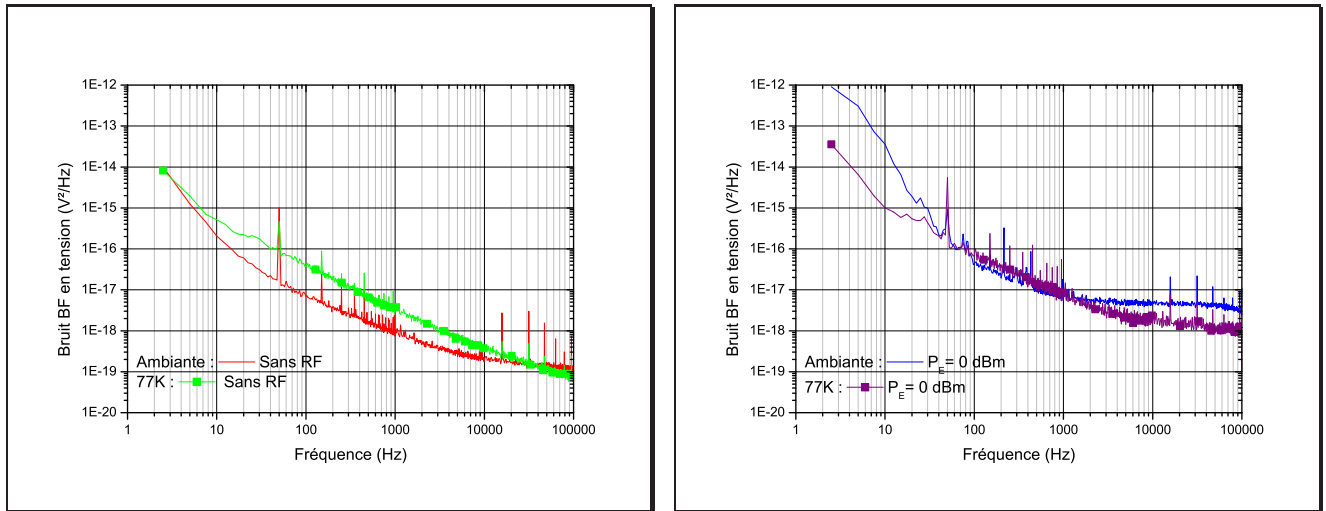 1E-12
1E-13
1E-14
1E-15
1E-16
1E-17
1E-18
1E-19
1E-20
Bruit BF en tension (V²/Hz)
Ambiante : Sans RF
77K : Sans RF
1 10 100 1000 10000 100000
Fréquence (Hz)
1E-12
1E-13
1E-14
1E-15
1E-16
1E-17
1E-18
1E-19
1E-20
Bruit BF en tension (V²/Hz)
Ambiante : P_E= 0 dBm
77K : P_E= 0 dBm
1 10 100 1000 10000 100000
Fréquence (Hz)